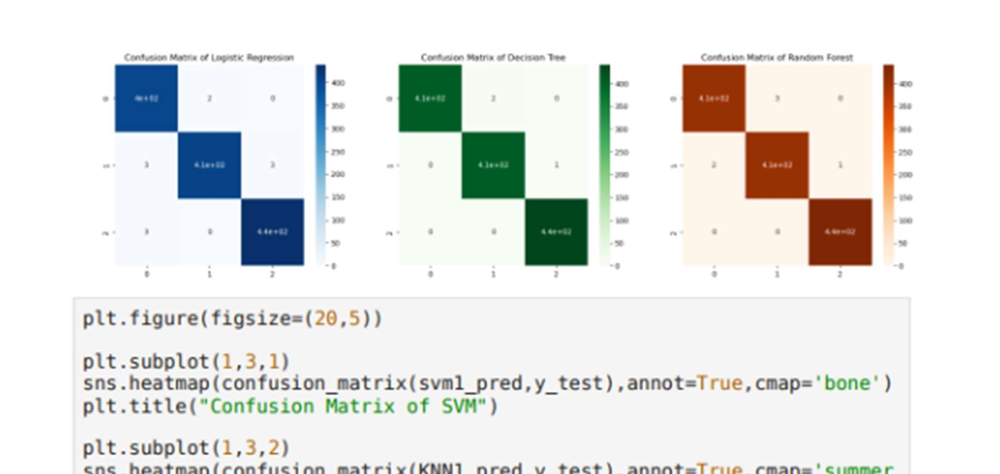 Confusion Matrix of Logistic Regression
Confusion Matrix of Decision Tree
Confusion Matrix of Random Forest
0 4e+02 2 0
1 3 4.1e+02 3
2 3 0 4.4e+02
0 1 2
400
350
300
250
200
150
100
50
0
0 4.1e+02 2 0
1 0 4.1e+02 1
2 0 0 4.4e+02
0 1 2
400
350
300
250
200
150
100
50
0
0 4.1e+02 3 0
1 2 4.1e+02 1
2 0 0 4.4e+02
0 1 2
400
350
300
250
200
150
100
50
0
plt.figure(figsize=(20,5))
plt.subplot(1,3,1)
sns.heatmap(confusion_matrix(svm1_pred,y_test),annot=True,cmap='bone')
plt.title("Confusion Matrix of SVM")
plt.subplot(1,3,2)
sns.heatmap(confusion_matrix(KNN1_pred,y_test),annot=True,cmap='summer